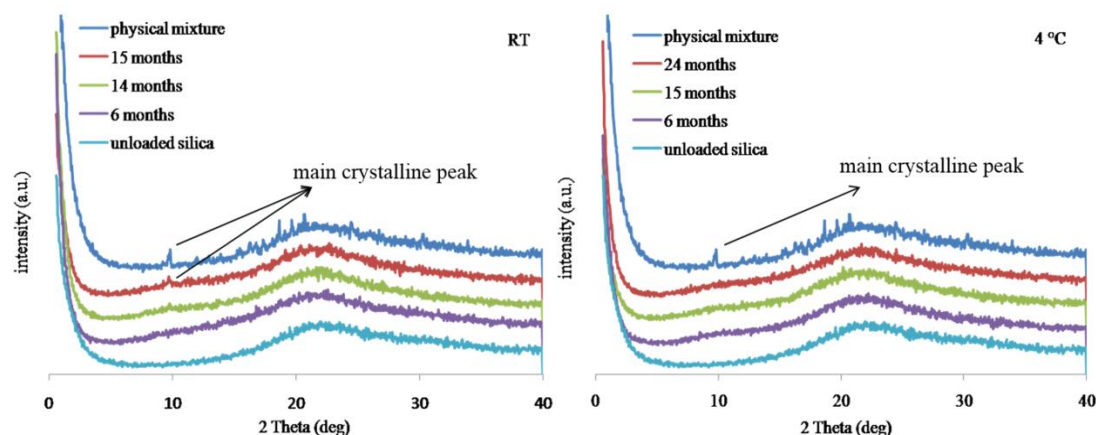 physical mixture
RT
15 months
14 months
6 months
unloaded silica
main crystalline peak
intensity (a.u.)
0 10 20 30 40
2 Theta (deg)
physical mixture
4 °C
24 months
15 months
6 months
unloaded silica
main crystalline peak
intensity (a.u.)
0 10 20 30 40
2 Theta (deg)